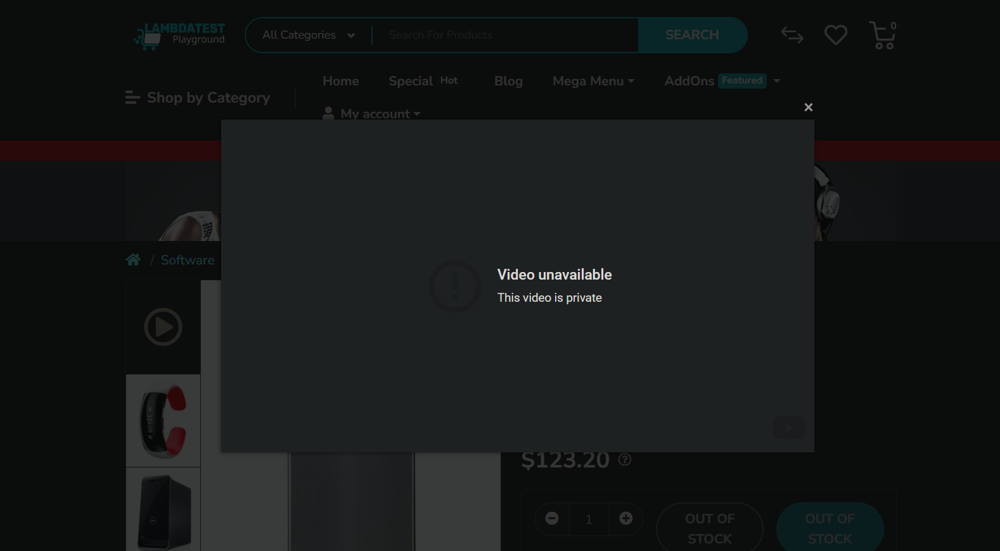 LAMBDATEST
Playground
All Categories
Search For Products
SEARCH
0
Home
Special Hot
Blog
Mega Menu
AddOns Featured
Shop by Category
My account
×
/ Software
Video unavailable
This video is private
$123.20
1
OUT OF
STOCK
OUT OF
STOCK